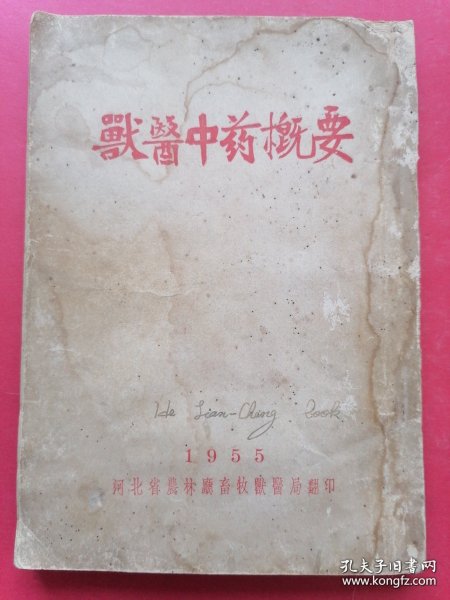 獸醫中葯概要
He Lian-Chang Book
1955
河北省農林廳畜牧獸醫局翻印
孔夫子旧书网
www.kongfz.com